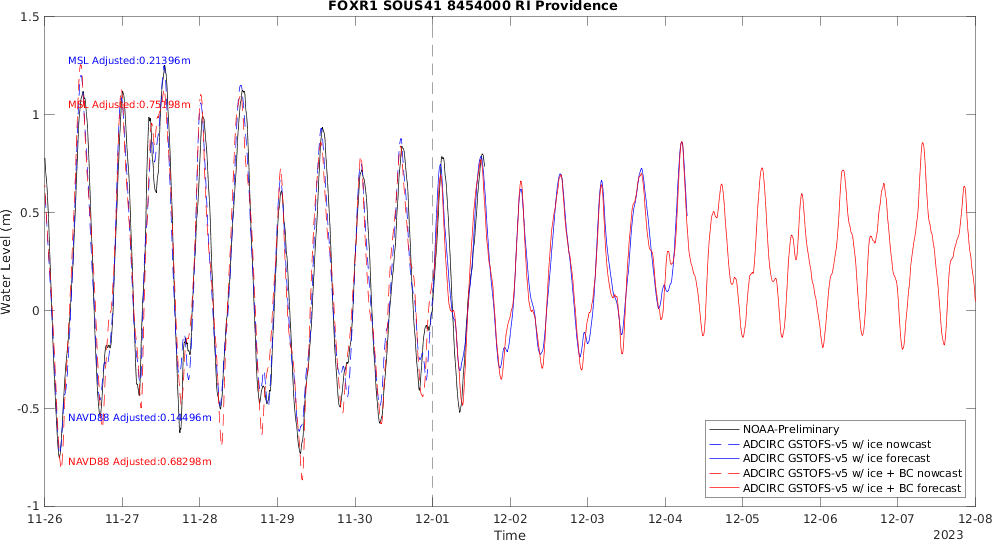 FOXR1 SOUS41 8454000 RI Providence
1.5
1
0.5
0
-0.5
-1
Water Level (m)
MSL Adjusted:0.21396m
MSL Adjusted:0.75198m
NAVD88 Adjusted:0.14496m
NAVD88 Adjusted:0.68298m
NOAA-Preliminary
ADCIRC GSTOFS-v5 w/ ice nowcast
ADCIRC GSTOFS-v5 w/ ice forecast
ADCIRC GSTOFS-v5 w/ ice + BC nowcast
ADCIRC GSTOFS-v5 w/ ice + BC forecast
11-26 11-27 11-28 11-29 11-30 12-01 12-02 12-03 12-04 12-05 12-06 12-07 12-08
Time
2023